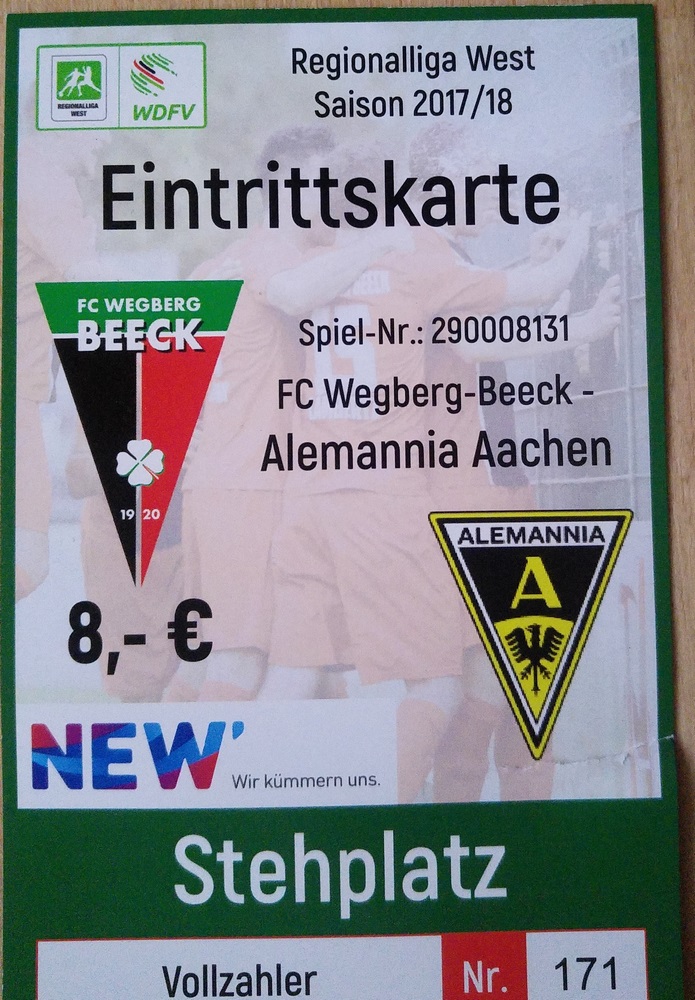 REGIONALLIGA
WEST
WDFV
Regionalliga West
Saison 2017/18
Eintrittskarte
FC WEGBERG
BEECK
19 20
Spiel-Nr.: 290008131
FC Wegberg-Beeck -
Alemannia Aachen
ALEMANNIA
A
8,- €
NEW'
Wir kümmern uns.
Stehplatz
Vollzahler Nr. 171